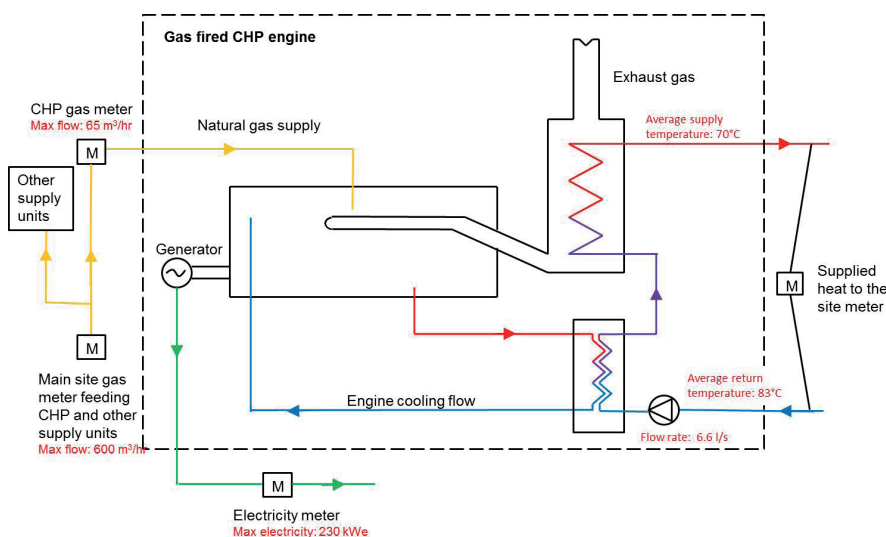 Gas fired CHP engine
Exhaust gas
CHP gas meter
Max flow: 65 m³/hr
M
Natural gas supply
Average supply
temperature: 70°C
Other
supply
units
Generator
M
Supplied
heat to the
site meter
M
Main site gas
meter feeding
CHP and other
supply units
Max flow: 600 m³/hr
Engine cooling flow
Average return
temperature: 83°C
Flow rate: 6.6 l/s
M
Electricity meter
Max electricity: 230 kWe